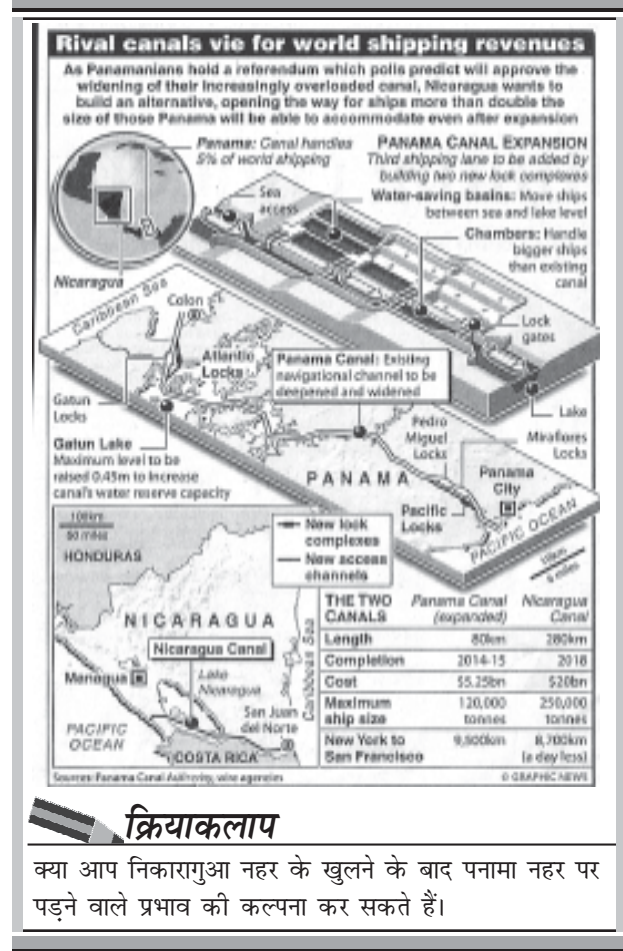 Rival canals vie for world shipping revenues
As Panamanians hold a referendum which polls predict will approve the
widening of their increasingly overloaded canal, Nicaragua wants to
build an alternative, opening the way for ships more than double the
size of those Panama will be able to accommodate even after expansion
Panama: Canal handles
5% of world shipping
PANAMA CANAL EXPANSION
Third shipping lane to be added by
building two new lock complexes
Water-saving basins: Move ships
between sea and lake level
Chambers: Handle
bigger ships
than existing
canal
Sea
access
Nicaragua
Lock
gates
Lake
Caribbean Sea
Colon
Atlantic
Locks
Panama Canal: Existing
navigational channel to be
deepened and widened
Gatun
Locks
Gatun Lake
Maximum level to be
raised 0.45m to increase
canal's water reserve capacity
Pedro
Miguel
Locks
Miraflores
Locks
PANAMA
Panama
City
Pacific
Locks
PACIFIC OCEAN
10km
6 miles
100km
60 miles
HONDURAS
New lock
complexes
New access
channels
NICARAGUA
Nicaragua Canal
Managua
Lake
Nicaragua
Caribbean Sea
San Juan
del Norte
PACIFIC
OCEAN
COSTA RICA
THE TWO CANALS Panama Canal (expanded) Nicaragua Canal
Length 80km 280km
Completion 2014-15 2018
Cost $5.25bn $20bn
Maximum ship size 120,000 tonnes 250,000 tonnes
New York to San Francisco 9,500km 8,700km (a day less)
Sources: Panama Canal Authority, wire agencies
© GRAPHIC NEWS
क्रियाकलाप
क्या आप निकारागुआ नहर के खुलने के बाद पनामा नहर पर
पड़ने वाले प्रभाव की कल्पना कर सकते हैं।